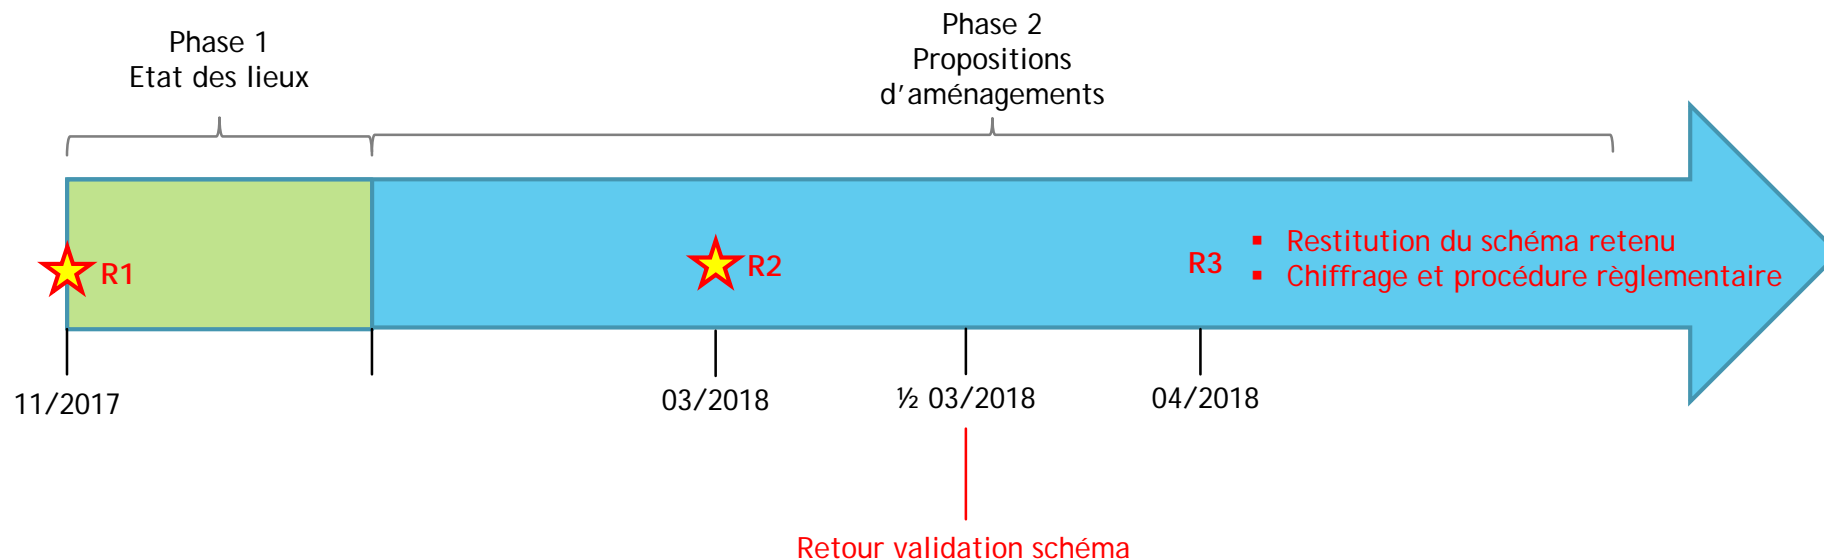 Phase 1
Etat des lieux
Phase 2
Propositions
d’aménagements
R1
R2
R3
▪ Restitution du schéma retenu
▪ Chiffrage et procédure règlementaire
11/2017
03/2018
½ 03/2018
04/2018
Retour validation schéma